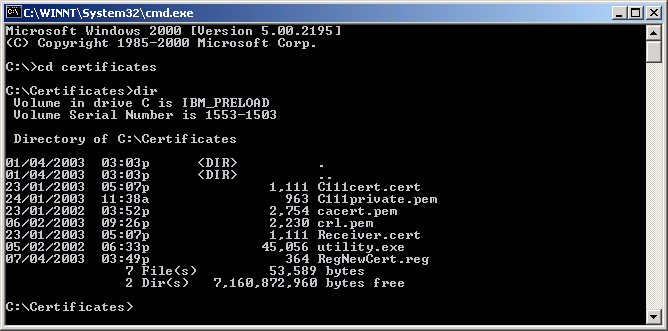 C:\WINNT\System32\cmd.exe
Microsoft Windows 2000 [Version 5.00.2195]
(C) Copyright 1985-2000 Microsoft Corp.
C:\>cd certificates
C:\Certificates>dir
Volume in drive C is IBM_PRELOAD
Volume Serial Number is 1553-1503
Directory of C:\Certificates
01/04/2003 03:03p <DIR> .
01/04/2003 03:03p <DIR> ..
23/01/2003 05:07p 1,111 C111cert.cert
24/01/2003 11:38a 963 C111private.pem
23/01/2002 03:52p 2,754 cacert.pem
06/02/2003 09:26p 2,230 crl.pem
23/01/2003 05:07p 1,111 Receiver.cert
05/02/2002 06:33p 45,056 utility.exe
07/04/2003 03:49p 364 RegNewCert.reg
7 File(s) 53,589 bytes
2 Dir(s) 7,160,872,960 bytes free
C:\Certificates>